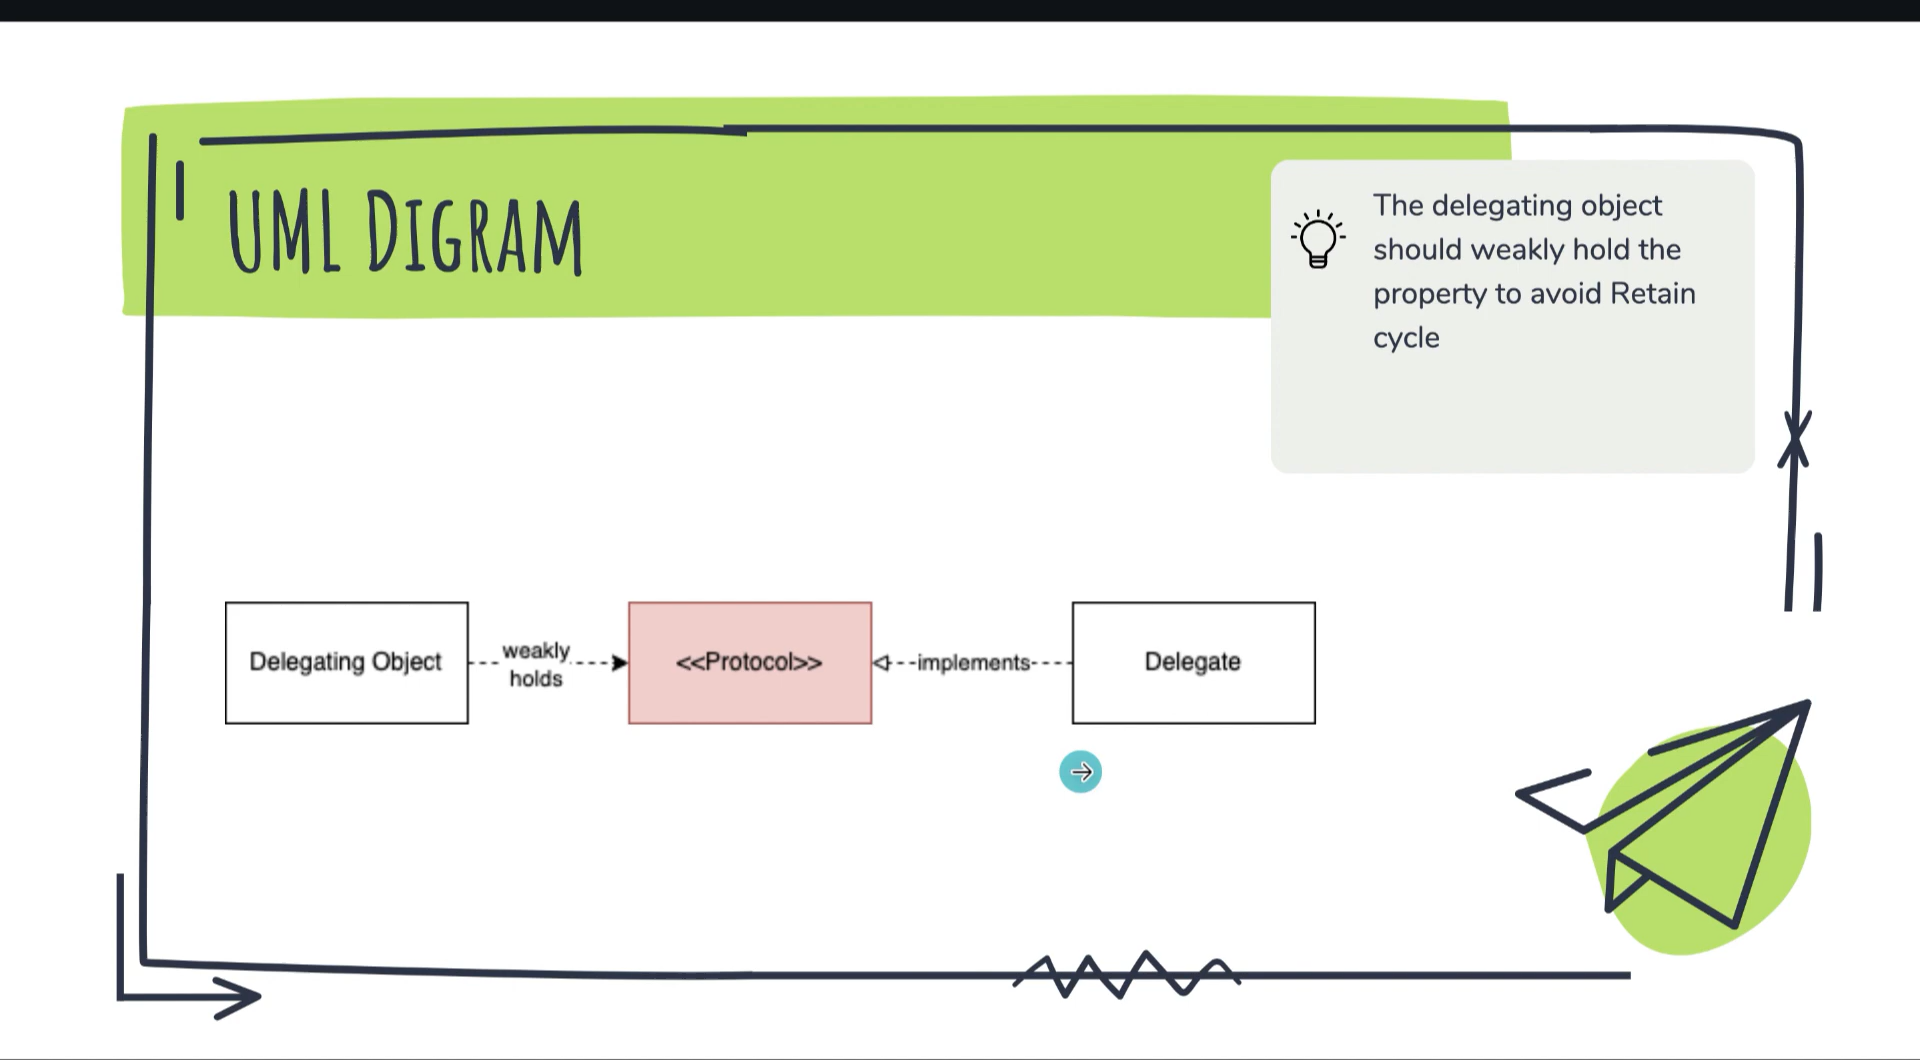 UML DIGRAM
The delegating object
should weakly hold the
property to avoid Retain
cycle
Delegating Object
weakly
holds
<<Protocol>>
implements
Delegate